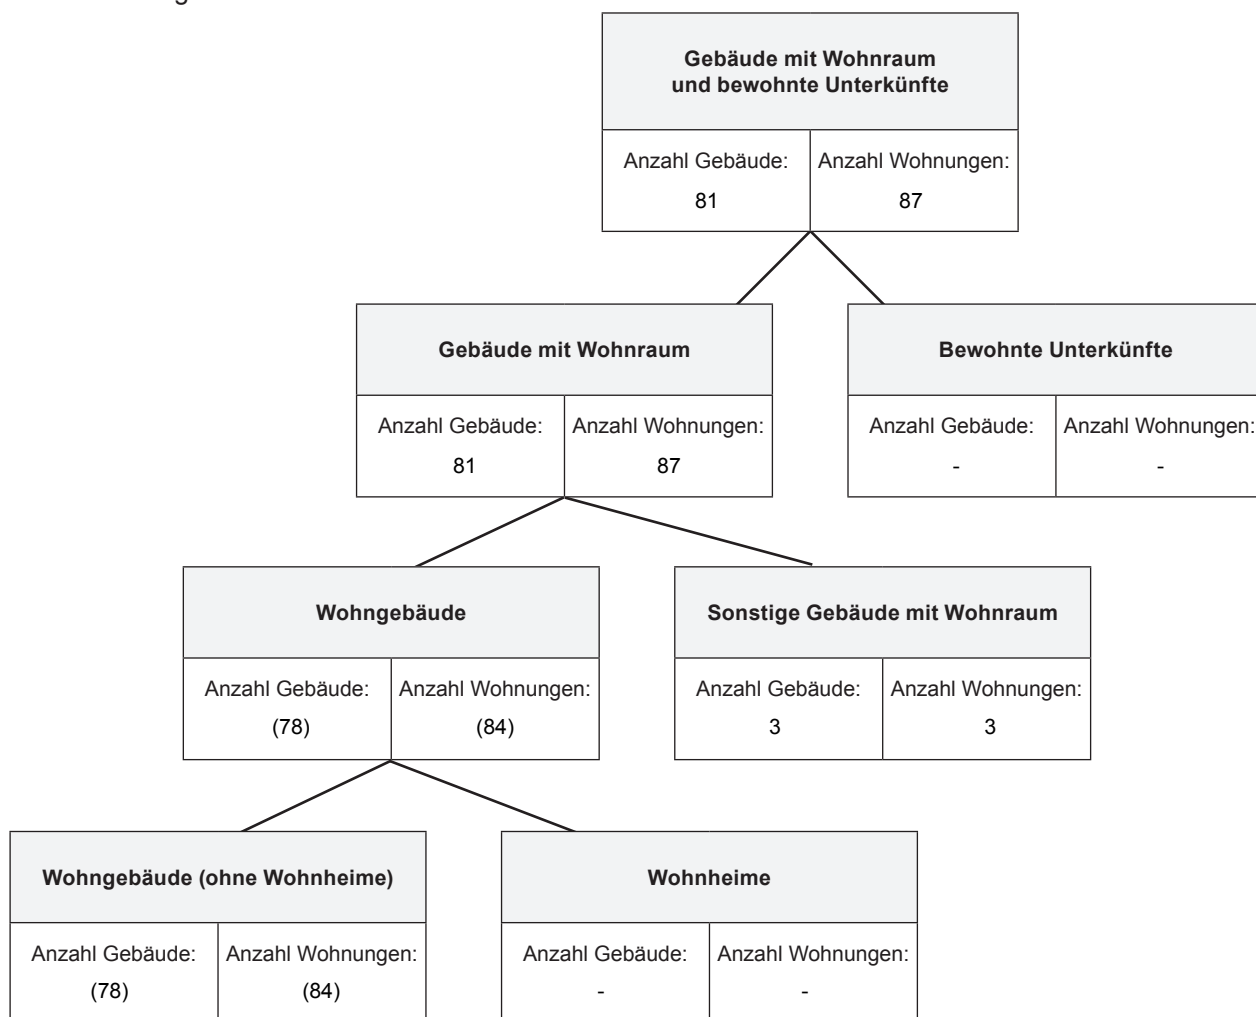 Gebäude mit Wohnraum
und bewohnte Unterkünfte
Anzahl Gebäude:
81
Anzahl Wohnungen:
87
Gebäude mit Wohnraum
Anzahl Gebäude:
81
Anzahl Wohnungen:
87
Bewohnte Unterkünfte
Anzahl Gebäude:
-
Anzahl Wohnungen:
-
Wohngebäude
Anzahl Gebäude:
(78)
Anzahl Wohnungen:
(84)
Sonstige Gebäude mit Wohnraum
Anzahl Gebäude:
3
Anzahl Wohnungen:
3
Wohngebäude (ohne Wohnheime)
Anzahl Gebäude:
(78)
Anzahl Wohnungen:
(84)
Wohnheime
Anzahl Gebäude:
-
Anzahl Wohnungen:
-